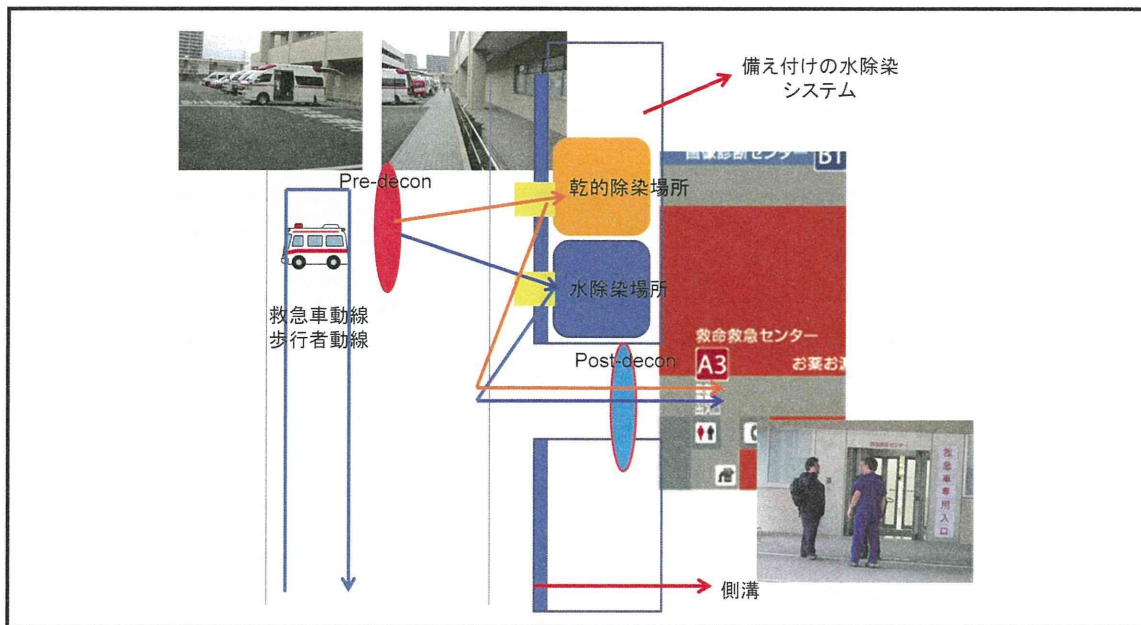 備え付けの水除染
システム
画像診断センター B1
Pre-decon
乾的除染場所
水除染場所
救急車動線
歩行者動線
救命救急センター
Post-decon
A3
お薬お
救急車専用入口
側溝